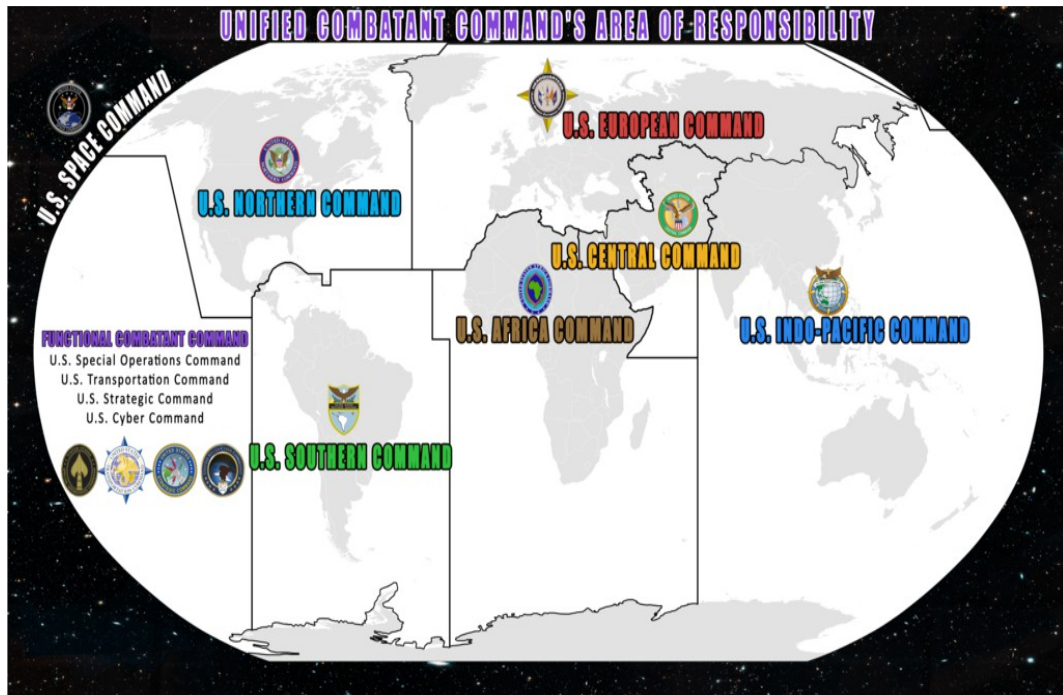 UNIFIED COMBATANT COMMAND'S AREA OF RESPONSIBILITY
U.S. SPACE COMMAND
U.S. EUROPEAN COMMAND
U.S. NORTHERN COMMAND
U.S. CENTRAL COMMAND
U.S. AFRICA COMMAND
U.S. INDO-PACIFIC COMMAND
FUNCTIONAL COMBATANT COMMAND
U.S. Special Operations Command
U.S. Transportation Command
U.S. Strategic Command
U.S. Cyber Command
U.S. SOUTHERN COMMAND